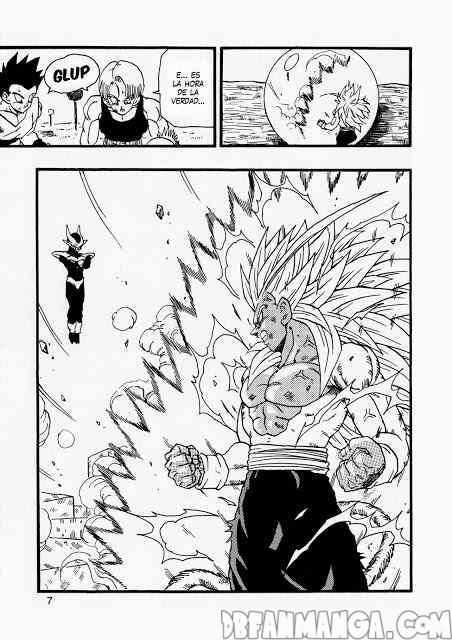 GLUP
E... ES
LA HORA
DE LA
VERDAD...
7
DBFANMANGA.COM